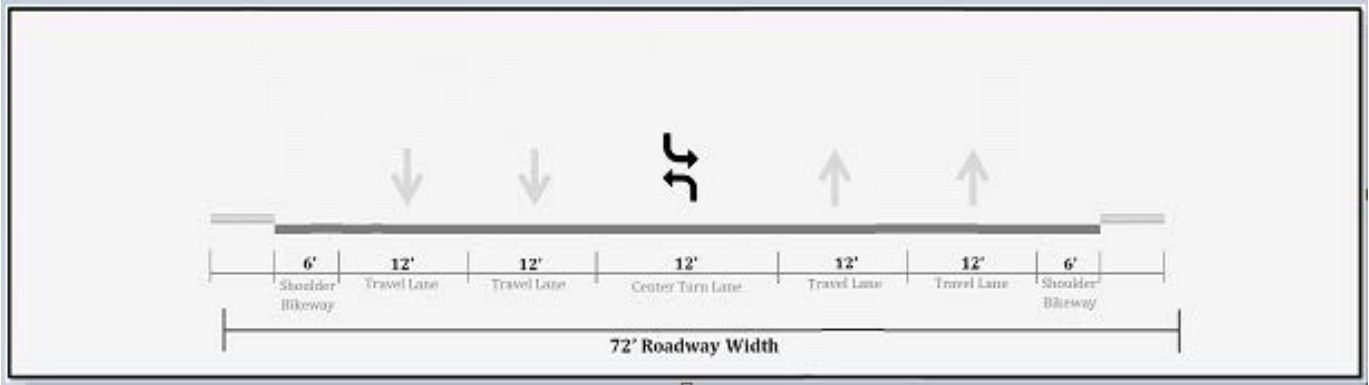 6' 12' 12' 12' 12' 12' 6'
Shoulder Travel Lane Travel Lane Center Turn Lane Travel Lane Travel Lane Shoulder
Bikeway Bikeway
72' Roadway Width